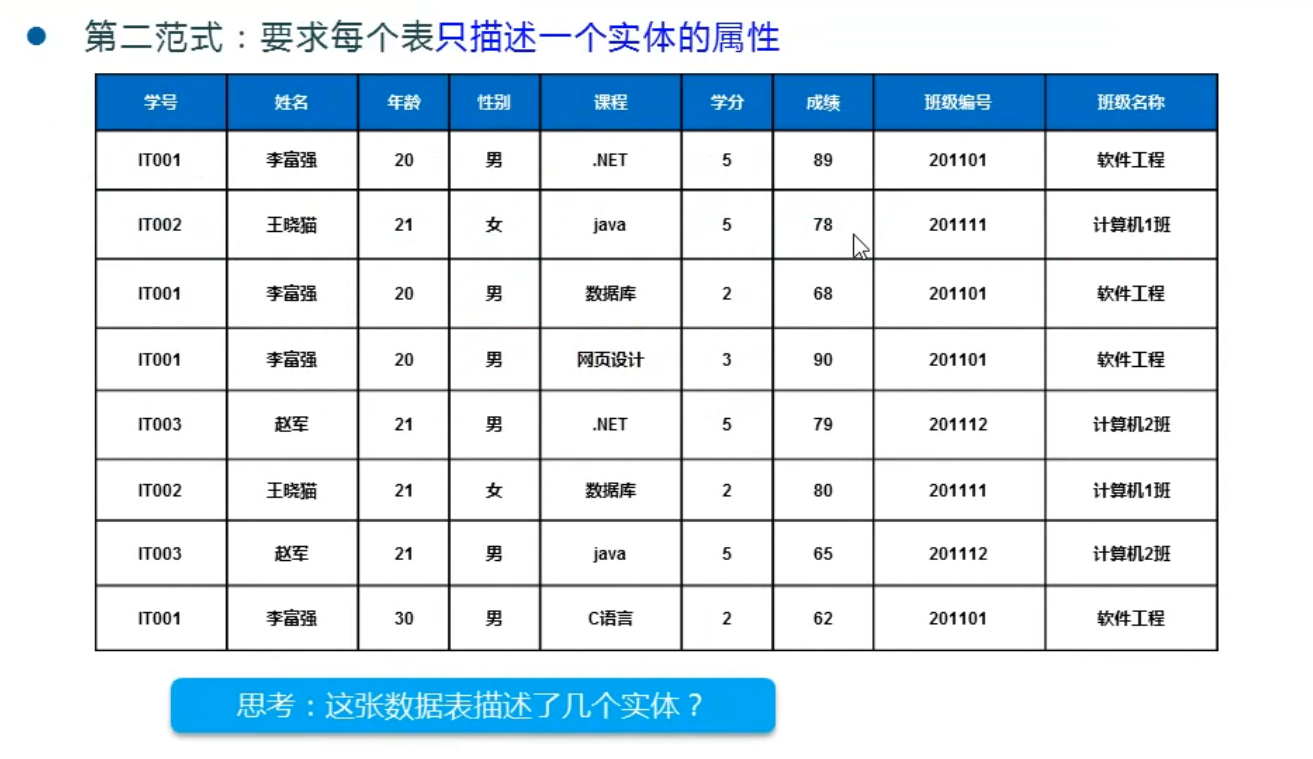 第二范式：要求每个表只描述一个实体的属性
学号 姓名 年龄 性别 课程 学分 成绩 班级编号 班级名称
IT001 李富强 20 男 .NET 5 89 201101 软件工程
IT002 王晓猫 21 女 java 5 78 201111 计算机1班
IT001 李富强 20 男 数据库 2 68 201101 软件工程
IT001 李富强 20 男 网页设计 3 90 201101 软件工程
IT003 赵军 21 男 .NET 5 79 201112 计算机2班
IT002 王晓猫 21 女 数据库 2 80 201111 计算机1班
IT003 赵军 21 男 java 5 65 201112 计算机2班
IT001 李富强 30 男 C语言 2 62 201101 软件工程
思考：这张数据表描述了几个实体？